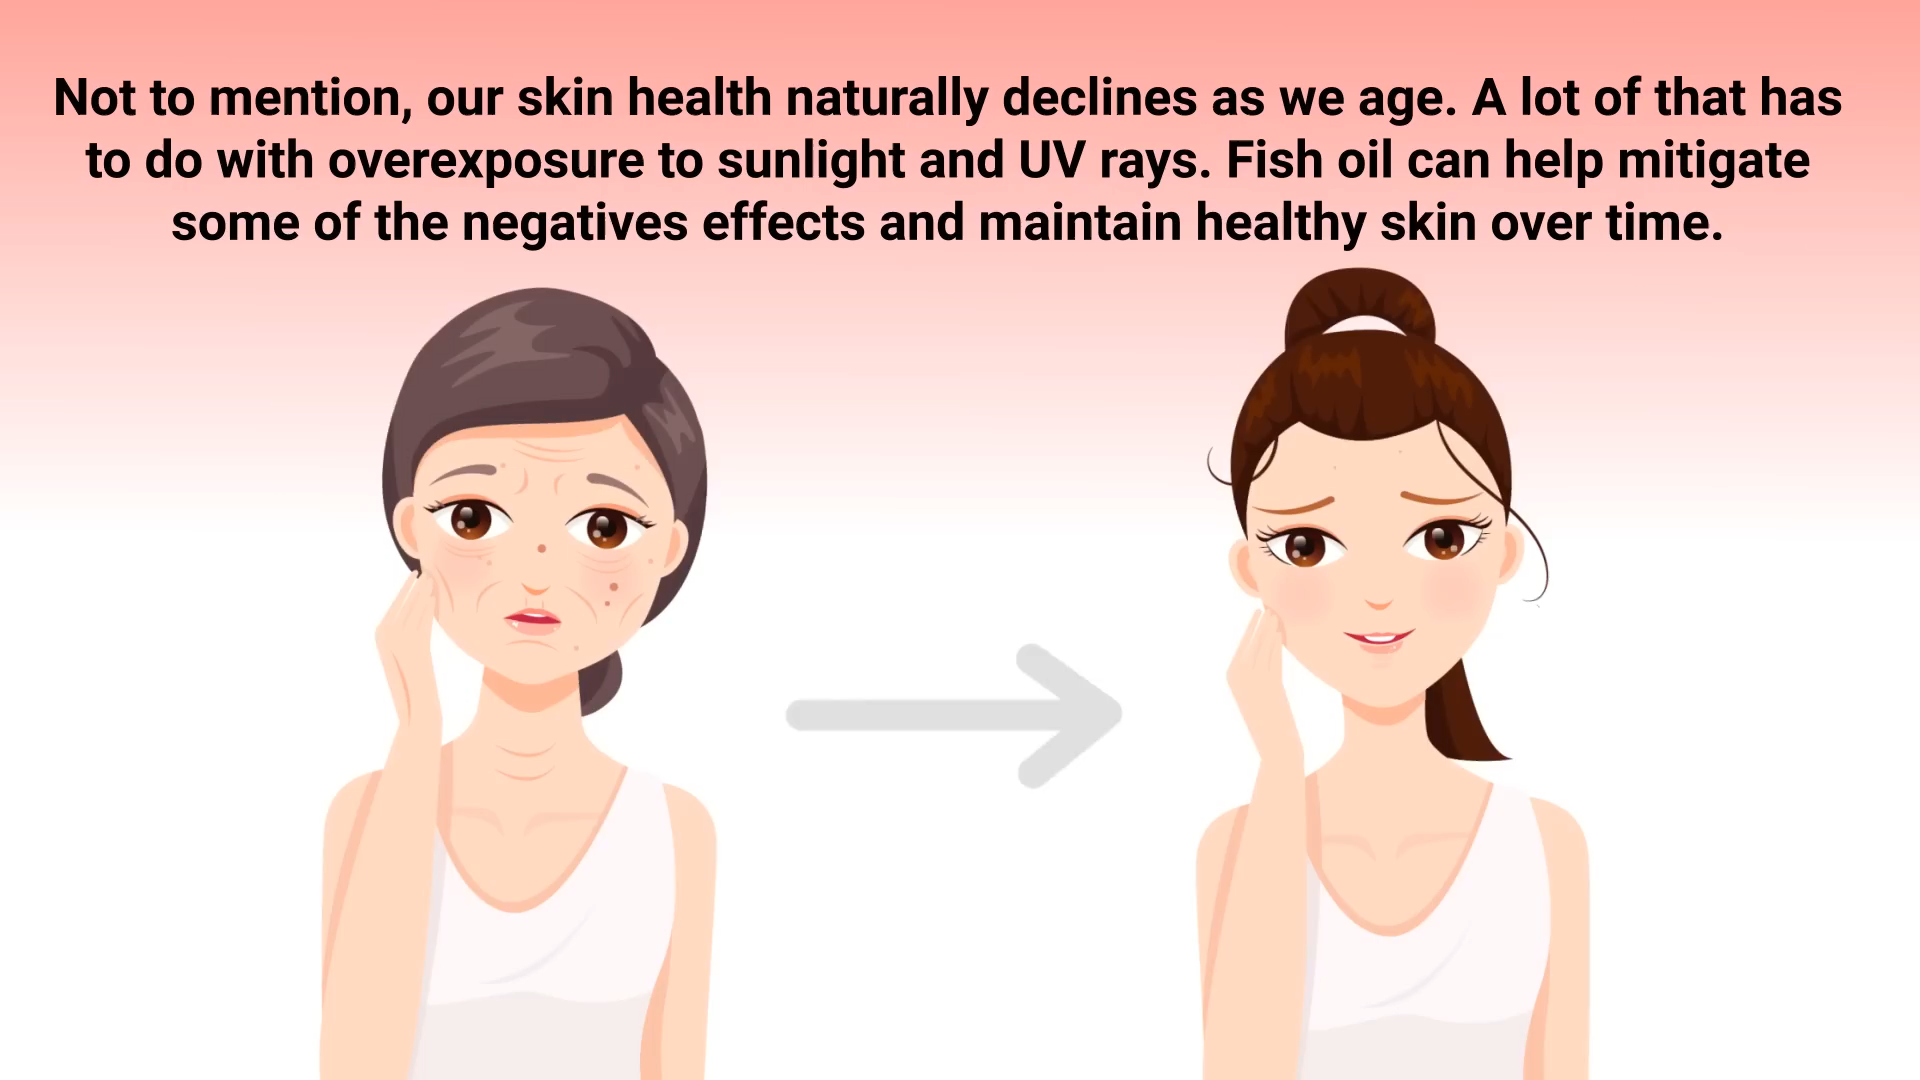 Not to mention, our skin health naturally declines as we age. A lot of that has
to do with overexposure to sunlight and UV rays. Fish oil can help mitigate
some of the negatives effects and maintain healthy skin over time.